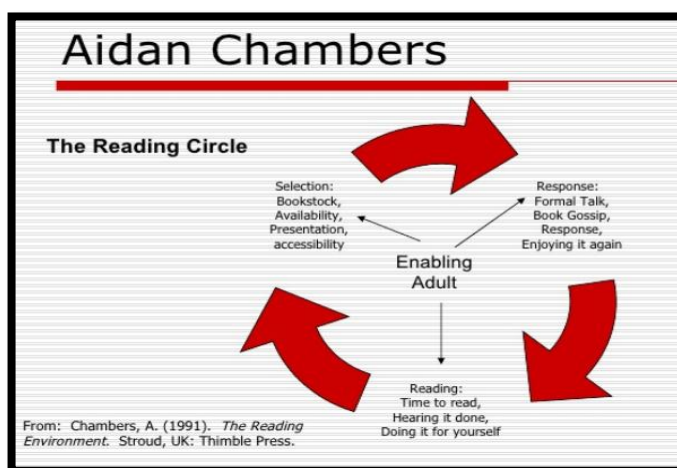 Aidan Chambers
The Reading Circle
Selection:
Bookstock,
Availability,
Presentation,
accessibility
Response:
Formal Talk,
Book Gossip,
Response,
Enjoying it again
Enabling
Adult
Reading:
Time to read,
Hearing it done,
Doing it for yourself
From: Chambers, A. (1991). The Reading
Environment. Stroud, UK: Thimble Press.